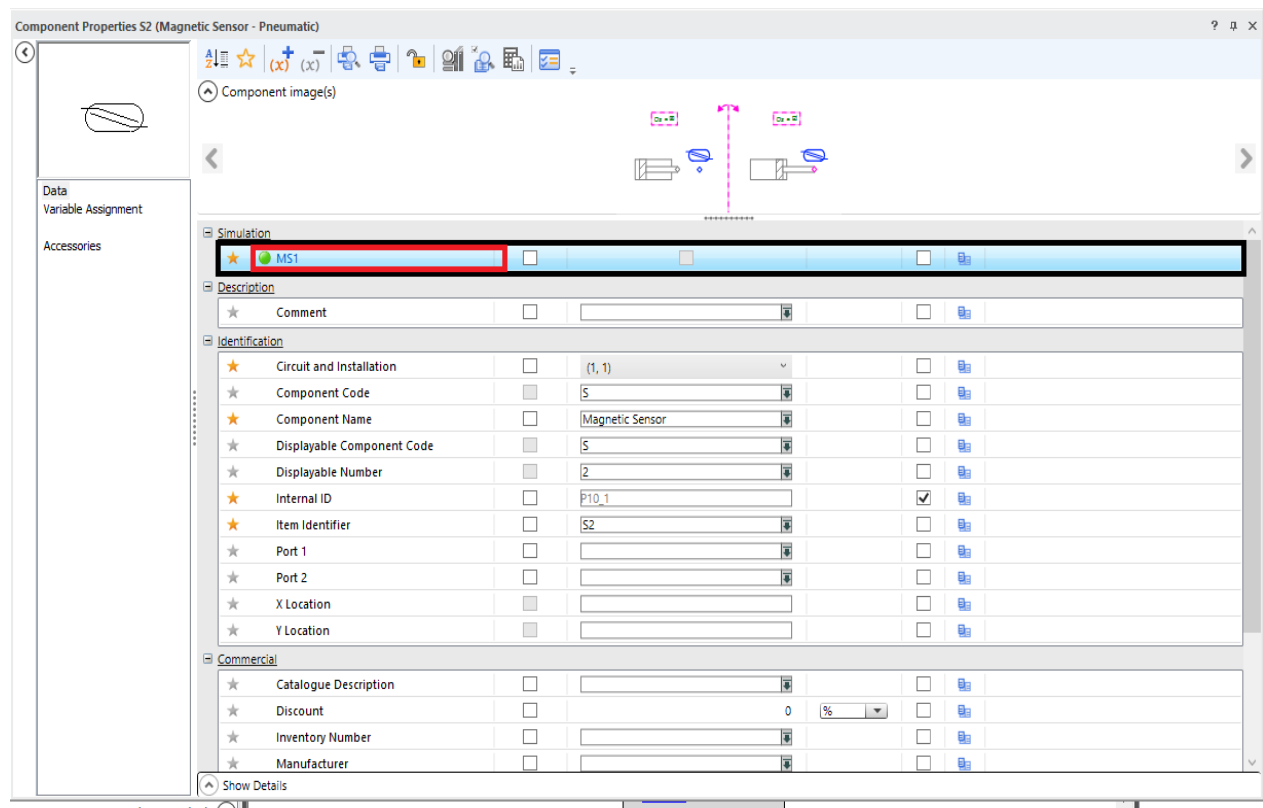 Component Properties S2 (Magnetic Sensor - Pneumatic)
Component image(s)
Data
Variable Assignment
Accessories
Simulation
MS1
Description
Comment
Identification
Circuit and Installation (1, 1)
Component Code S
Component Name Magnetic Sensor
Displayable Component Code S
Displayable Number 2
Internal ID P10_1
Item Identifier S2
Port 1
Port 2
X Location
Y Location
Commercial
Catalogue Description
Discount 0 %
Inventory Number
Manufacturer
Show Details